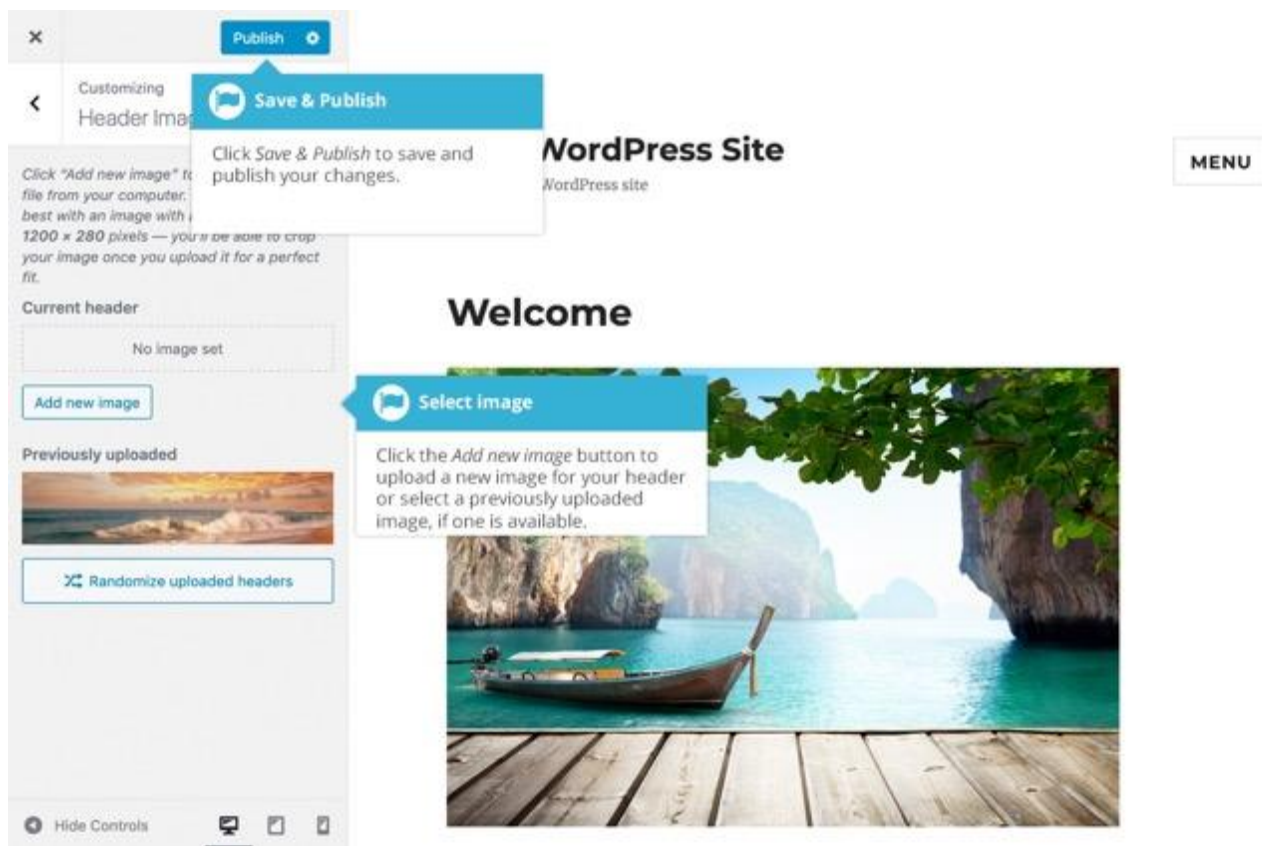 Publish
Customizing
Header Imag
Save & Publish
Click Save & Publish to save and
publish your changes.
Click "Add new image" to
file from your computer.
best with an image with
1200 × 280 pixels — you'll be able to crop
your image once you upload it for a perfect
fit.
Current header
No image set
Add new image
Previously uploaded
Randomize uploaded headers
Hide Controls
WordPress Site
WordPress site
MENU
Welcome
Select image
Click the Add new image button to
upload a new image for your header
or select a previously uploaded
image, if one is available.